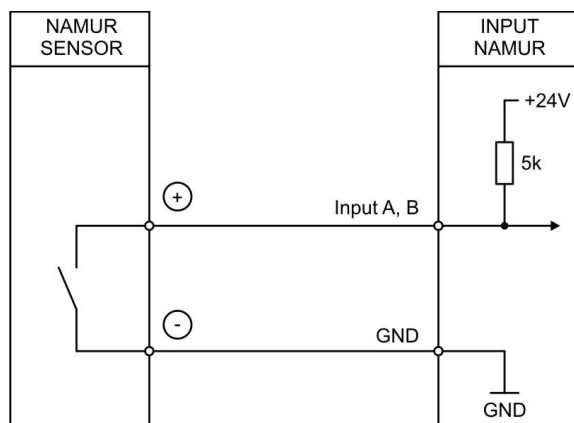 NAMUR
SENSOR
INPUT
NAMUR
+24V
5k
+
Input A, B
-
GND
GND